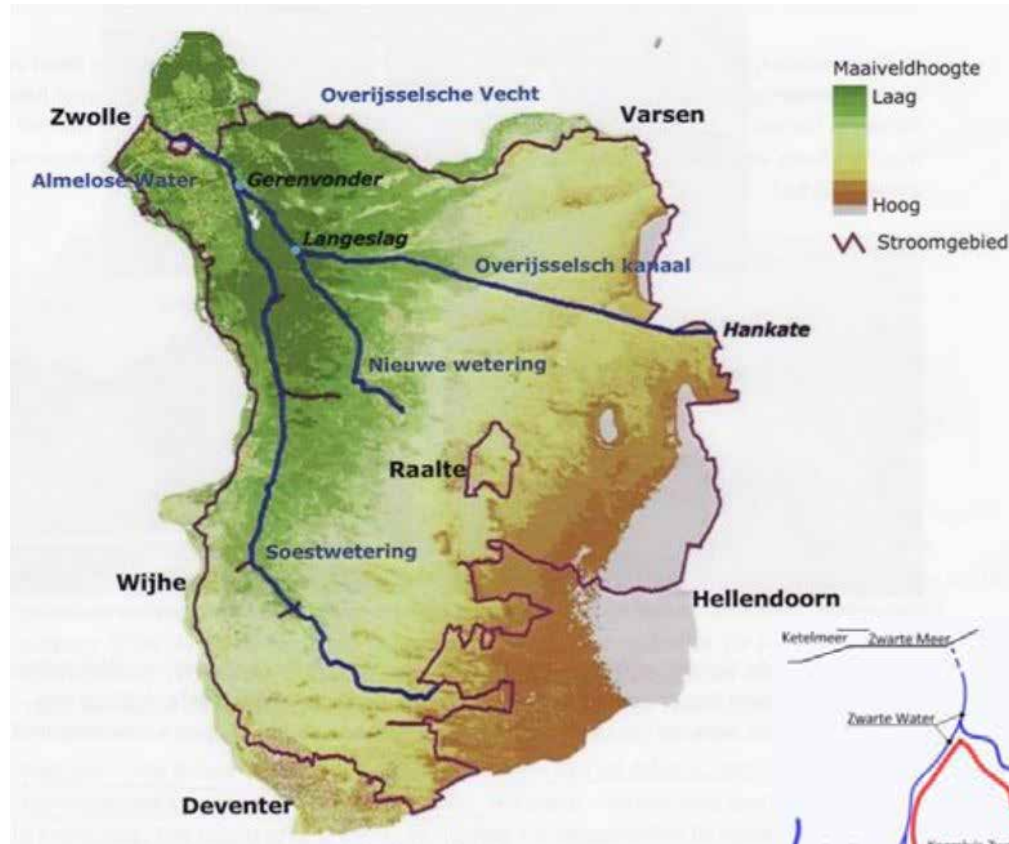 Maaiveldhoogte
Laag
Hoog
Stroomgebied
Overijsselsche Vecht
Varsen
Zwolle
Almelose Water
Gerenvonder
Langeslag
Overijsselsch kanaal
Hankate
Nieuwe wetering
Raalte
Soestwetering
Wijhe
Hellendoorn
Deventer
Ketelmeer
Zwarte Meer
Zwarte Water